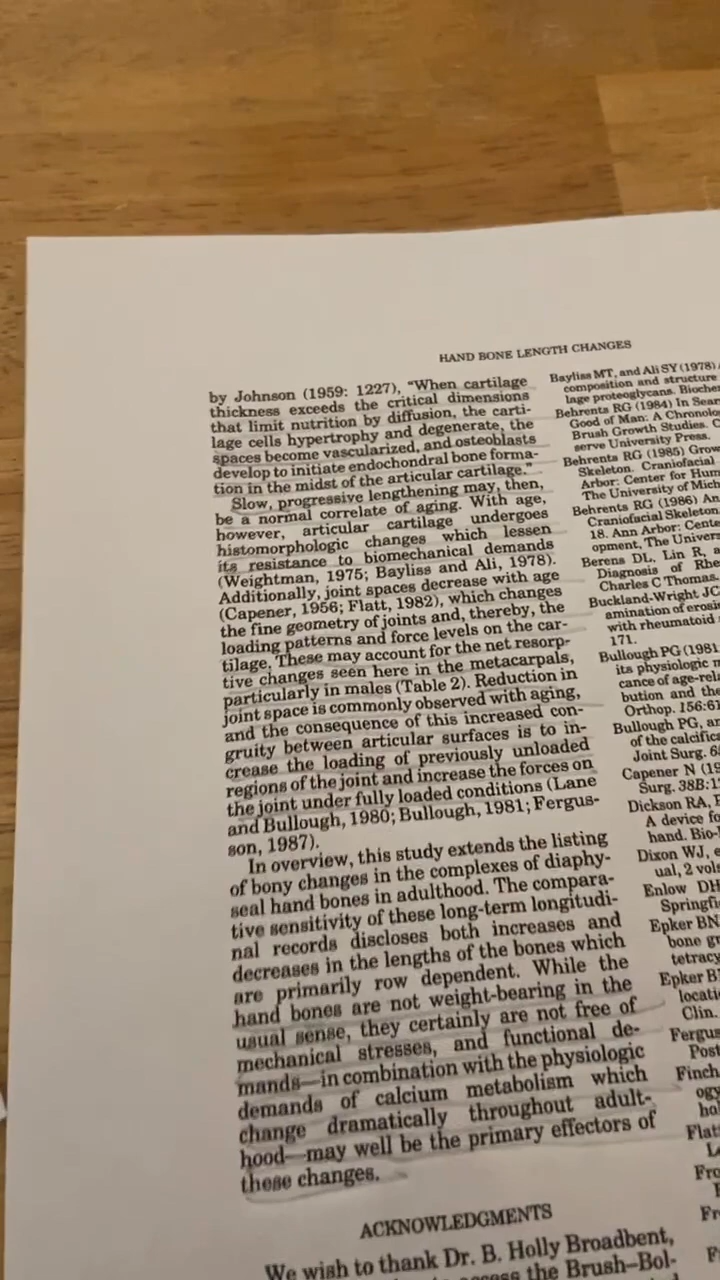 HAND BONE LENGTH CHANGES
by Johnson (1959: 1227), "When cartilage
thickness exceeds the critical dimensions
that limit nutrition by diffusion, the carti-
lage cells hypertrophy and degenerate, the
spaces become vascularized, and osteoblasts
develop to initiate endochondral bone forma-
tion in the midst of the articular cartilage."
Slow, progressive lengthening may, then,
be a normal correlate of aging. With age,
however, articular cartilage undergoes
histomorphologic changes which lessen
its resistance to biomechanical demands
(Weightman, 1975; Bayliss and Ali, 1978).
Additionally, joint spaces decrease with age
(Capener, 1956; Flatt, 1982), which changes
the fine geometry of joints and, thereby, the
loading patterns and force levels on the car-
tilage. These may account for the net resorp-
tive changes seen here in the metacarpals,
particularly in males (Table 2). Reduction in
joint space is commonly observed with aging,
and the consequence of this increased con-
gruity between articular surfaces is to in-
crease the loading of previously unloaded
regions of the joint and increase the forces on
the joint under fully loaded conditions (Lane
and Bullough, 1980; Bullough, 1981; Fergus-
son, 1987).
In overview, this study extends the listing
of bony changes in the complexes of diaphy-
seal hand bones in adulthood. The compara-
tive sensitivity of these long-term longitudi-
nal records discloses both increases and
decreases in the lengths of the bones which
are primarily row dependent. While the
hand bones are not weight-bearing in the
usual sense, they certainly are not free of
mechanical stresses, and functional de-
mands—in combination with the physiologic
demands of calcium metabolism which
change dramatically throughout adult-
hood—may well be the primary effectors of
these changes.
ACKNOWLEDGMENTS
We wish to thank Dr. B. Holly Broadbent,
the Brush-Bol-
Bayliss MT, and Ali SY (1978)
composition and structure
lage proteoglycans. Biochem
Behrents RG (1984) In Sear
Good of Man: A Chronolo
Brush Growth Studies. C
serve University Press.
Behrents RG (1985) Grow
Skeleton. Craniofacial
Arbor: Center for Hum
The University of Mich
Behrents RG (1986) An
Craniofacial Skeleton.
18. Ann Arbor: Cente
opment, The Univers
Berens DL, Lin R, a
Diagnosis of Rhe
Charles C Thomas.
Buckland-Wright JC
amination of erosi
with rheumatoid
171.
Bullough PG (1981
its physiologic m
cance of age-rela
bution and the
Orthop. 156:61
Bullough PG, an
of the calcifica
Joint Surg. 6
Capener N (19
Surg. 38B:1
Dickson RA, P
A device fo
hand. Bio-
Dixon WJ, e
ual, 2 vols
Enlow DH
Springfi
Epker BN
bone gr
tetracy
Epker B
locati
Clin.
Fergus
Post
Finch
ogy
bo
Flat
Fro
Fr